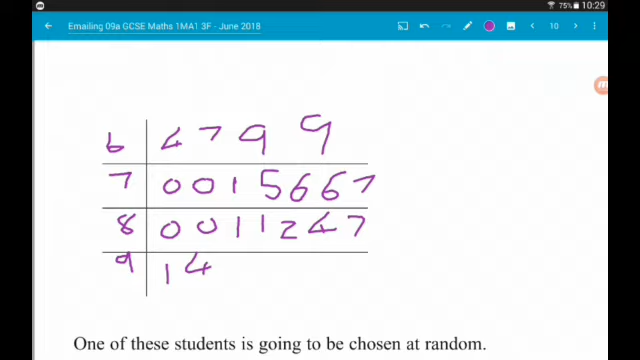 75% 10:29
Emailing 09a GCSE Maths 1MA1 3F - June 2018 10
6 4 7 9 9
7 0 0 1 5 6 6 7
8 0 0 1 1 2 4 7
9 1 4
One of these students is going to be chosen at random.